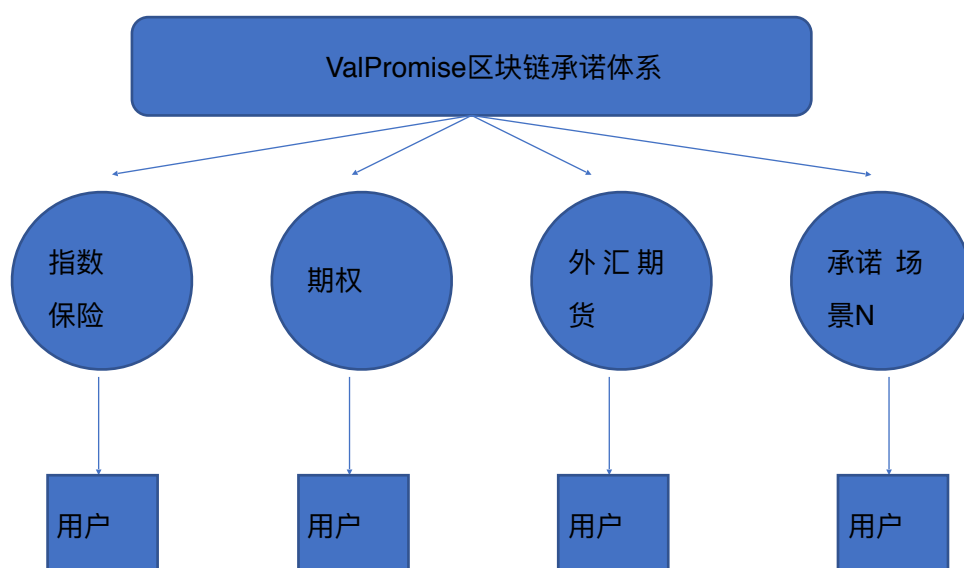 ValPromise区块链承诺体系
指数
保险
期权
外 汇 期
货
承诺 场
景N
用户
用户
用户
用户